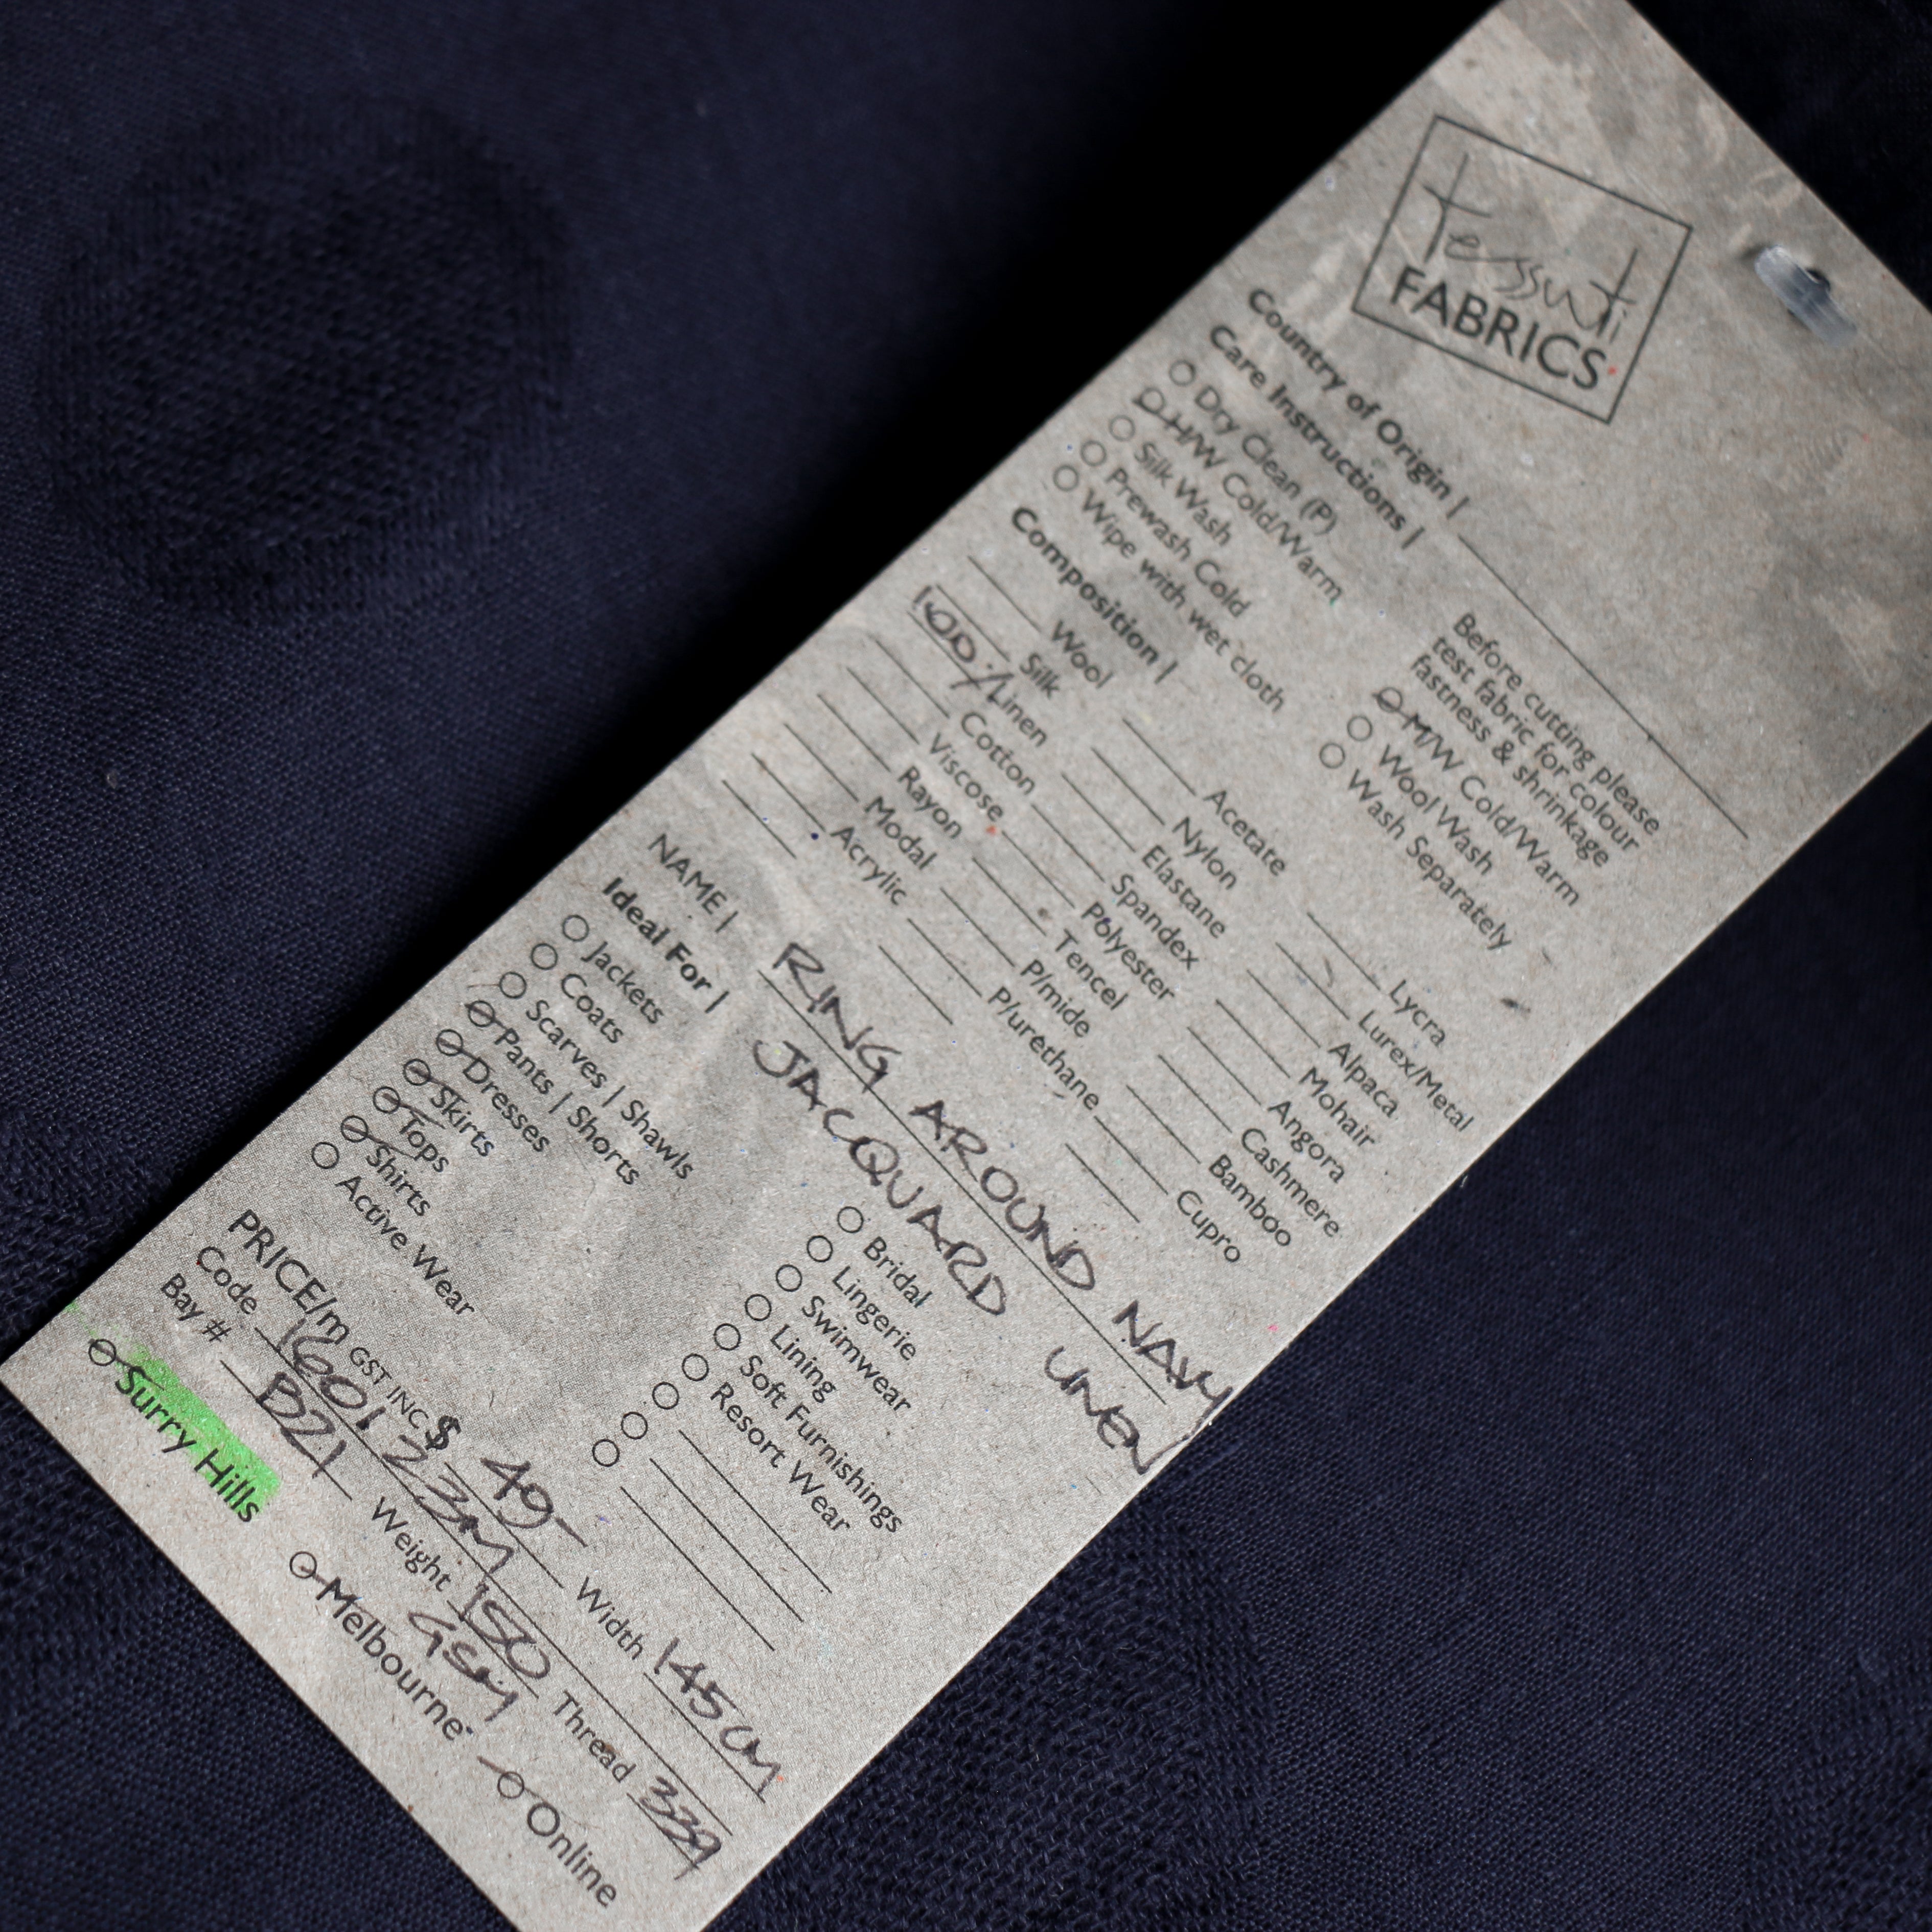 tessuti
FABRICS
Country of Origin |
Care Instructions |
Before cutting please
test fabric for colour
fastness & shrinkage
Dry Clean (P)
H/W Cold/Warm
M/W Cold/Warm
Silk Wash
Wool Wash
Prewash Cold
Wash Separately
Wipe with wet cloth
Composition |
Wool Acetate Lycra
Silk Nylon Lurex/Metal
100% Linen Elastane Alpaca
Cotton Spandex Mohair
Viscose Polyester Angora
Rayon Tencel Cashmere
Modal P/mide Bamboo
Acrylic P/urethane Cupro
NAME | RING AROUND NAVY
JACQUARD LINEN
Ideal For |
Jackets Bridal
Coats Lingerie
Scarves | Shawls Swimwear
Pants | Shorts Lining
Dresses Soft Furnishings
Skirts Resort Wear
Tops
Shirts
Active Wear
PRICE/m GST INC $ 49- Width 145cm
Code 1601 23M
Bay # B21 Weight 150 GSM Thread 339
Surry Hills Melbourne Online